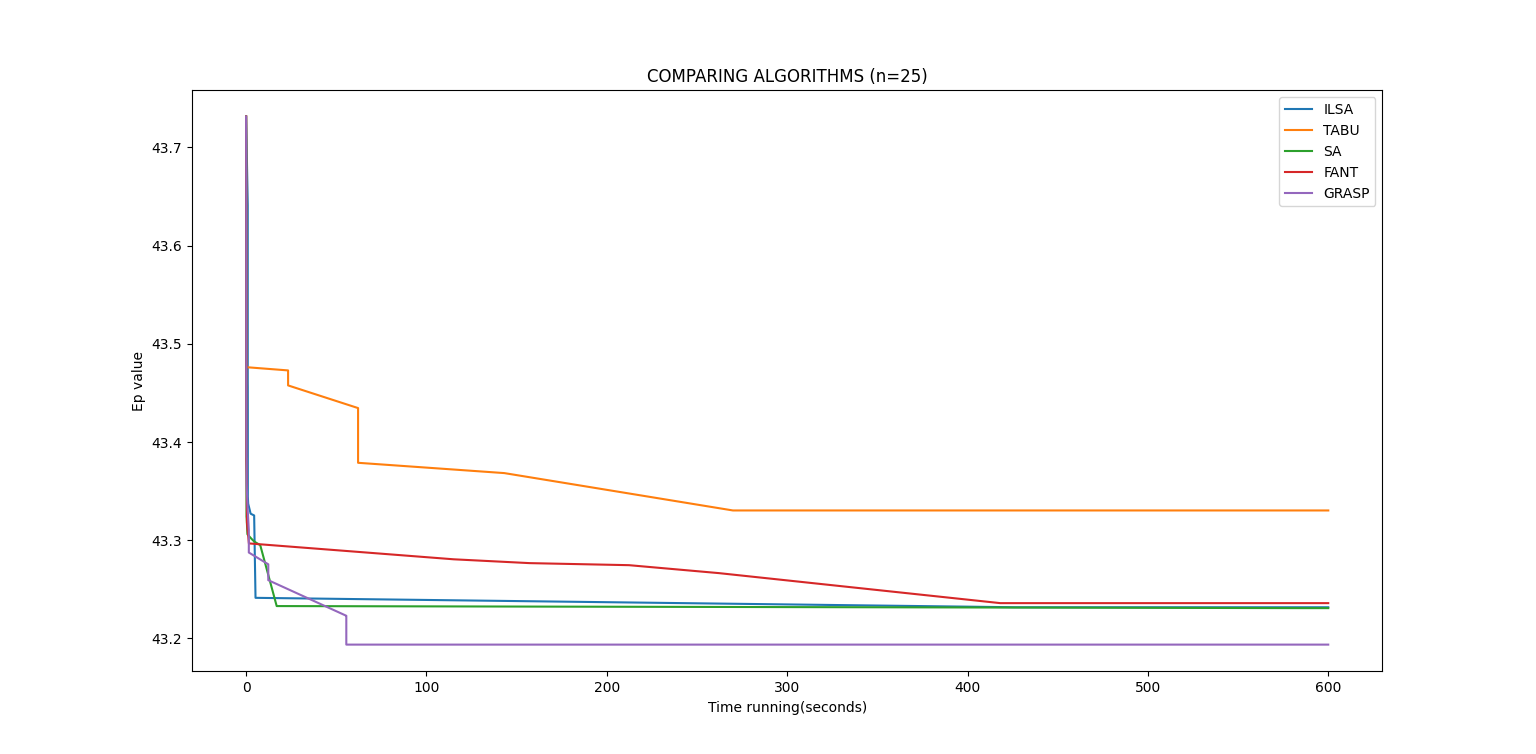 COMPARING ALGORITHMS (n=25)
ILSA
TABU
SA
FANT
GRASP
43.7
43.6
43.5
43.4
43.3
43.2
Ep value
0 100 200 300 400 500 600
Time running(seconds)